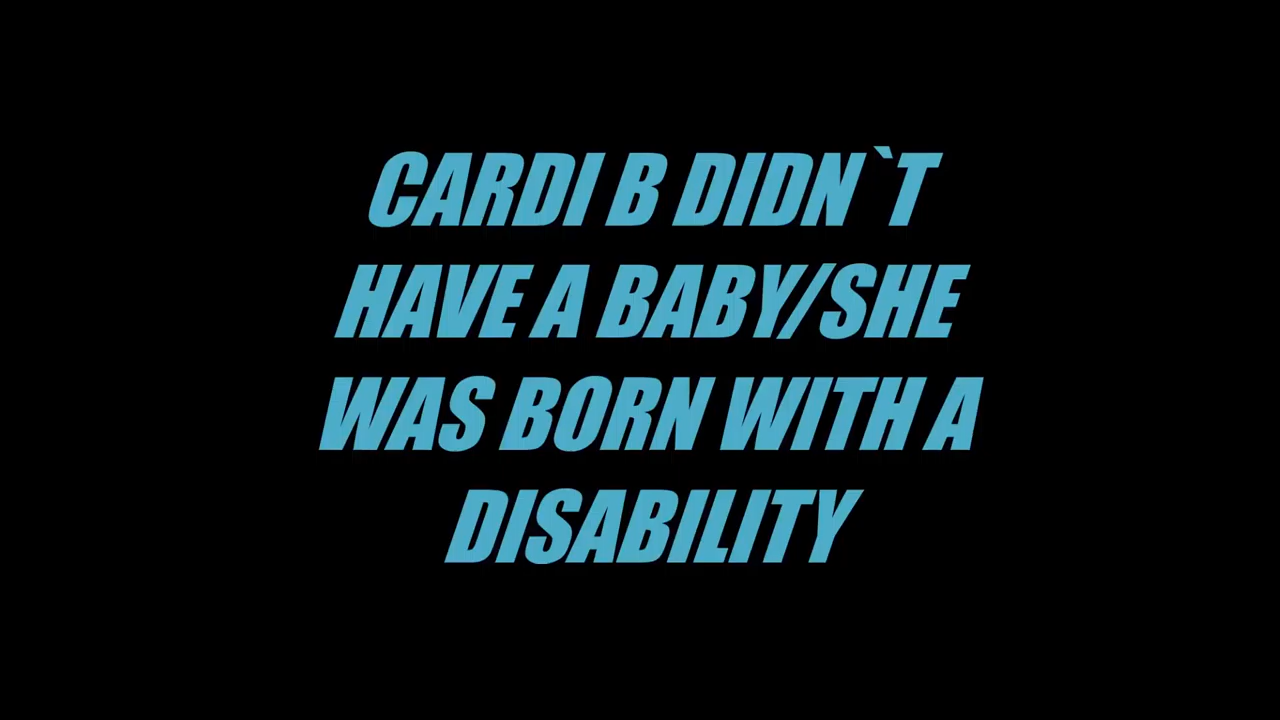 CARDI B DIDN`T
HAVE A BABY/SHE
WAS BORN WITH A
DISABILITY